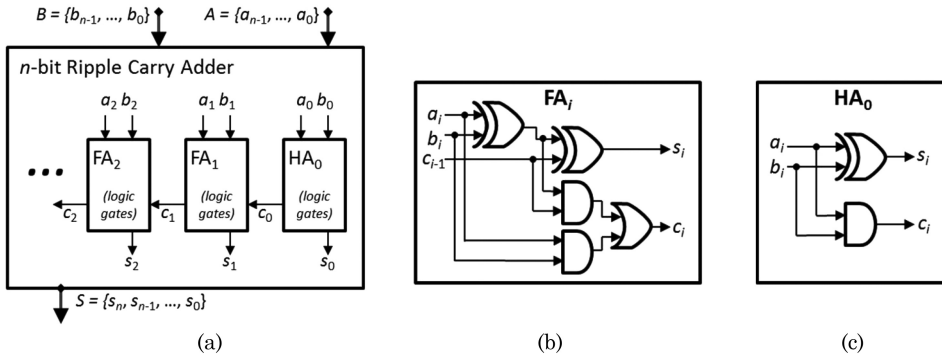 B = {bn-1, ..., b0}
A = {an-1, ..., a0}
n-bit Ripple Carry Adder
a2 b2
a1 b1
a0 b0
FA2
FA1
HA0
(logic gates)
(logic gates)
(logic gates)
...
c2
c1
c0
s2
s1
s0
S = {sn, sn-1, ..., s0}
(a)
FAi
ai
bi
ci-1
si
ci
(b)
HA0
ai
bi
si
ci
(c)